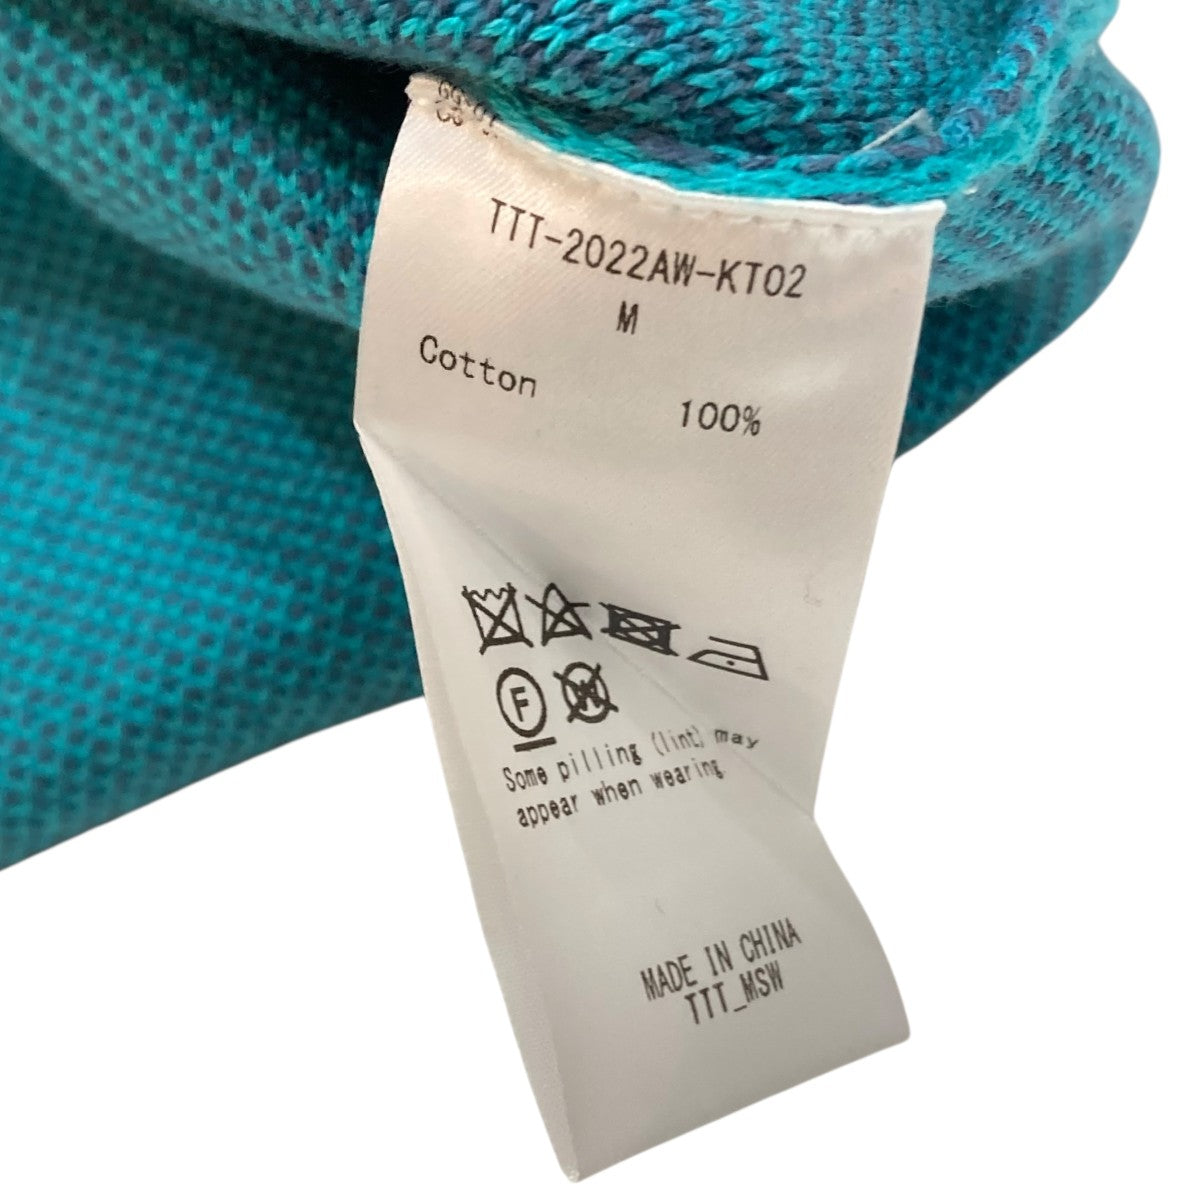 TTT-2022AW-KT02
M
Cotton
100%
F
W
Some pilling (lint) may
appear when wearing.
MADE IN CHINA
TTT_MSW